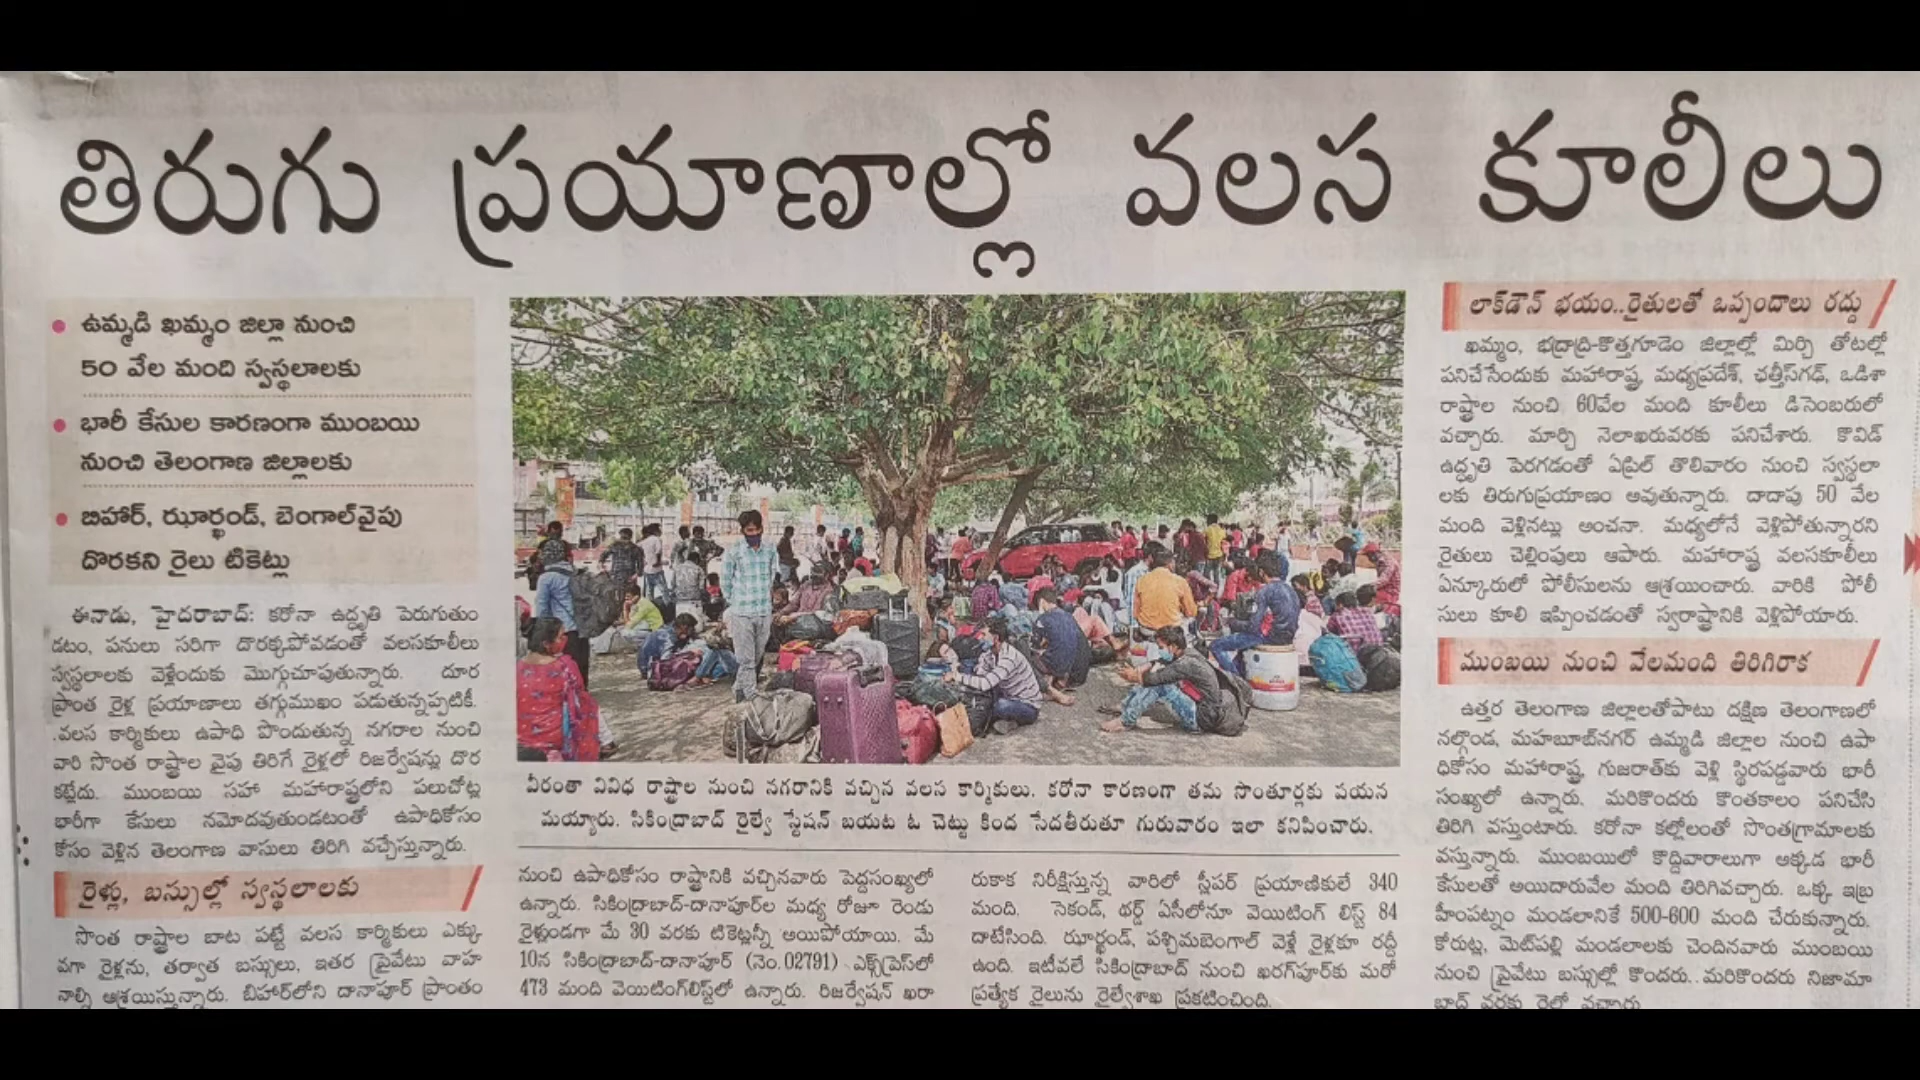 తిరుగు ప్రయాణాల్లో వలస కూలీలు
• ఉమ్మడి ఖమ్మం జిల్లా నుంచి
50 వేల మంది స్వస్థలాలకు
• భారీ కేసుల కారణంగా ముంబయి
నుంచి తెలంగాణ జిల్లాలకు
• బిహార్, ఝార్ఖండ్, బెంగాల్‌వైపు
దొరకని రైలు టికెట్లు
ఈనాడు, హైదరాబాద్: కరోనా ఉద్ధృతి పెరుగుతుం
డటం, పనులు సరిగా దొరక్కపోవడంతో వలసకూలీలు
స్వస్థలాలకు వెళ్లేందుకు మొగ్గుచూపుతున్నారు. దూర
ప్రాంత రైళ్ల ప్రయాణాలు తగ్గుముఖం పడుతున్నప్పటికీ.
.వలస కార్మికులు ఉపాధి పొందుతున్న నగరాల నుంచి
వారి సొంత రాష్ట్రాల వైపు తిరిగే రైళ్లలో రిజర్వేషన్లు దొర
కట్లేదు. ముంబయి సహా మహారాష్ట్రలోని పలుచోట్ల
భారీగా కేసులు నమోదవుతుండటంతో ఉపాధికోసం
కోసం వెళ్లిన తెలంగాణ వాసులు తిరిగి వచ్చేస్తున్నారు.
రైళ్లు, బస్సుల్లో స్వస్థలాలకు
సొంత రాష్ట్రాల బాట పట్టే వలస కార్మికులు ఎక్కు
వగా రైళ్లను, తర్వాత బస్సులు, ఇతర ప్రైవేటు వాహ
నాల్ని ఆశ్రయిస్తున్నారు. బిహార్‌లోని దానాపూర్ ప్రాంతం
వీరంతా వివిధ రాష్ట్రాల నుంచి నగరానికి వచ్చిన వలస కార్మికులు. కరోనా కారణంగా తమ సొంతూర్లకు పయన
మయ్యారు. సికింద్రాబాద్ రైల్వే స్టేషన్ బయట ఓ చెట్టు కింద సేదతీరుతూ గురువారం ఇలా కనిపించారు.
నుంచి ఉపాధికోసం రాష్ట్రానికి వచ్చినవారు పెద్దసంఖ్యలో
ఉన్నారు. సికింద్రాబాద్-దానాపూర్‌ల మధ్య రోజూ రెండు
రైళ్లుండగా మే 30 వరకు టికెట్లన్నీ అయిపోయాయి. మే
10న సికింద్రాబాద్-దానాపూర్ (నెం.02791) ఎక్స్‌ప్రెస్‌లో
473 మంది వెయిటింగ్‌లిస్ట్‌లో ఉన్నారు. రిజర్వేషన్ ఖరా
రుకాక నిరీక్షిస్తున్న వారిలో స్లీపర్ ప్రయాణికులే 340
మంది. సెకండ్, థర్డ్ ఏసీలోనూ వెయిటింగ్ లిస్ట్ 84
దాటేసింది. ఝార్ఖండ్, పశ్చిమబెంగాల్ వెళ్లే రైళ్లకూ రద్దీ
ఉంది. ఇటీవలే సికింద్రాబాద్ నుంచి ఖరగ్‌పూర్‌కు మరో
ప్రత్యేక రైలును రైల్వేశాఖ ప్రకటించింది.
లాక్‌డౌన్ భయం..రైతులతో ఒప్పందాలు రద్దు
ఖమ్మం, భద్రాద్రి-కొత్తగూడెం జిల్లాల్లో మిర్చి తోటల్లో
పనిచేసేందుకు మహారాష్ట్ర, మధ్యప్రదేశ్, ఛత్తీస్‌గఢ్, ఒడిశా
రాష్ట్రాల నుంచి 60వేల మంది కూలీలు డిసెంబరులో
వచ్చారు. మార్చి నెలాఖరువరకు పనిచేశారు. కొవిడ్
ఉద్ధృతి పెరగడంతో ఏప్రిల్ తొలివారం నుంచి స్వస్థలా
లకు తిరుగుప్రయాణం అవుతున్నారు. దాదాపు 50 వేల
మంది వెళ్లినట్లు అంచనా. మధ్యలోనే వెళ్లిపోతున్నారని
రైతులు చెల్లింపులు ఆపారు. మహారాష్ట్ర వలసకూలీలు
ఏన్కూరులో పోలీసులను ఆశ్రయించారు. వారికి పోలీ
సులు కూలి ఇప్పించడంతో స్వరాష్ట్రానికి వెళ్లిపోయారు.
ముంబయి నుంచి వేలమంది తిరిగిరాక
ఉత్తర తెలంగాణ జిల్లాలతోపాటు దక్షిణ తెలంగాణలో
నల్గొండ, మహబూబ్‌నగర్ ఉమ్మడి జిల్లాల నుంచి ఉపా
ధికోసం మహారాష్ట్ర, గుజరాత్‌కు వెళ్లి స్థిరపడ్డవారు భారీ
సంఖ్యలో ఉన్నారు. మరికొందరు కొంతకాలం పనిచేసి
తిరిగి వస్తుంటారు. కరోనా కల్లోలంతో సొంతగ్రామాలకు
వస్తున్నారు. ముంబయిలో కొద్దివారాలుగా అక్కడ భారీ
కేసులతో అయిదారువేల మంది తిరిగివచ్చారు. ఒక్క ఇబ్ర
హీంపట్నం మండలానికే 500-600 మంది చేరుకున్నారు.
కోరుట్ల, మెట్‌పల్లి మండలాలకు చెందినవారు ముంబయి
నుంచి ప్రైవేటు బస్సుల్లో కొందరు..మరికొందరు నిజామా
బాద్ వరకు రైల్లో వచ్చారు